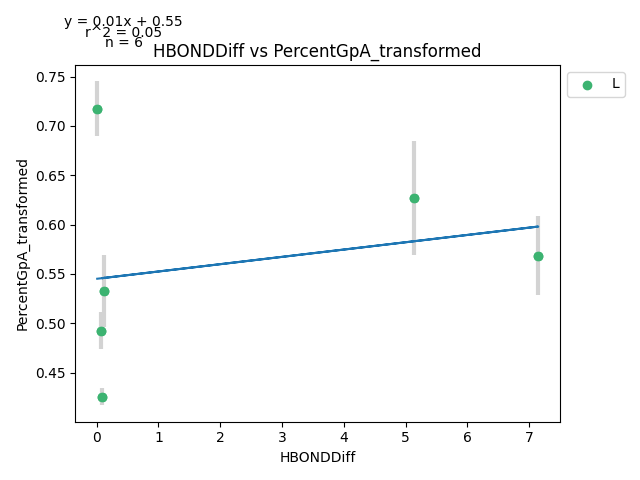 y = 0.01x + 0.55
r^2 = 0.05
n = 6
HBONDDiff vs PercentGpA_transformed
L
PercentGpA_transformed
0.75
0.70
0.65
0.60
0.55
0.50
0.45
0 1 2 3 4 5 6 7
HBONDDiff